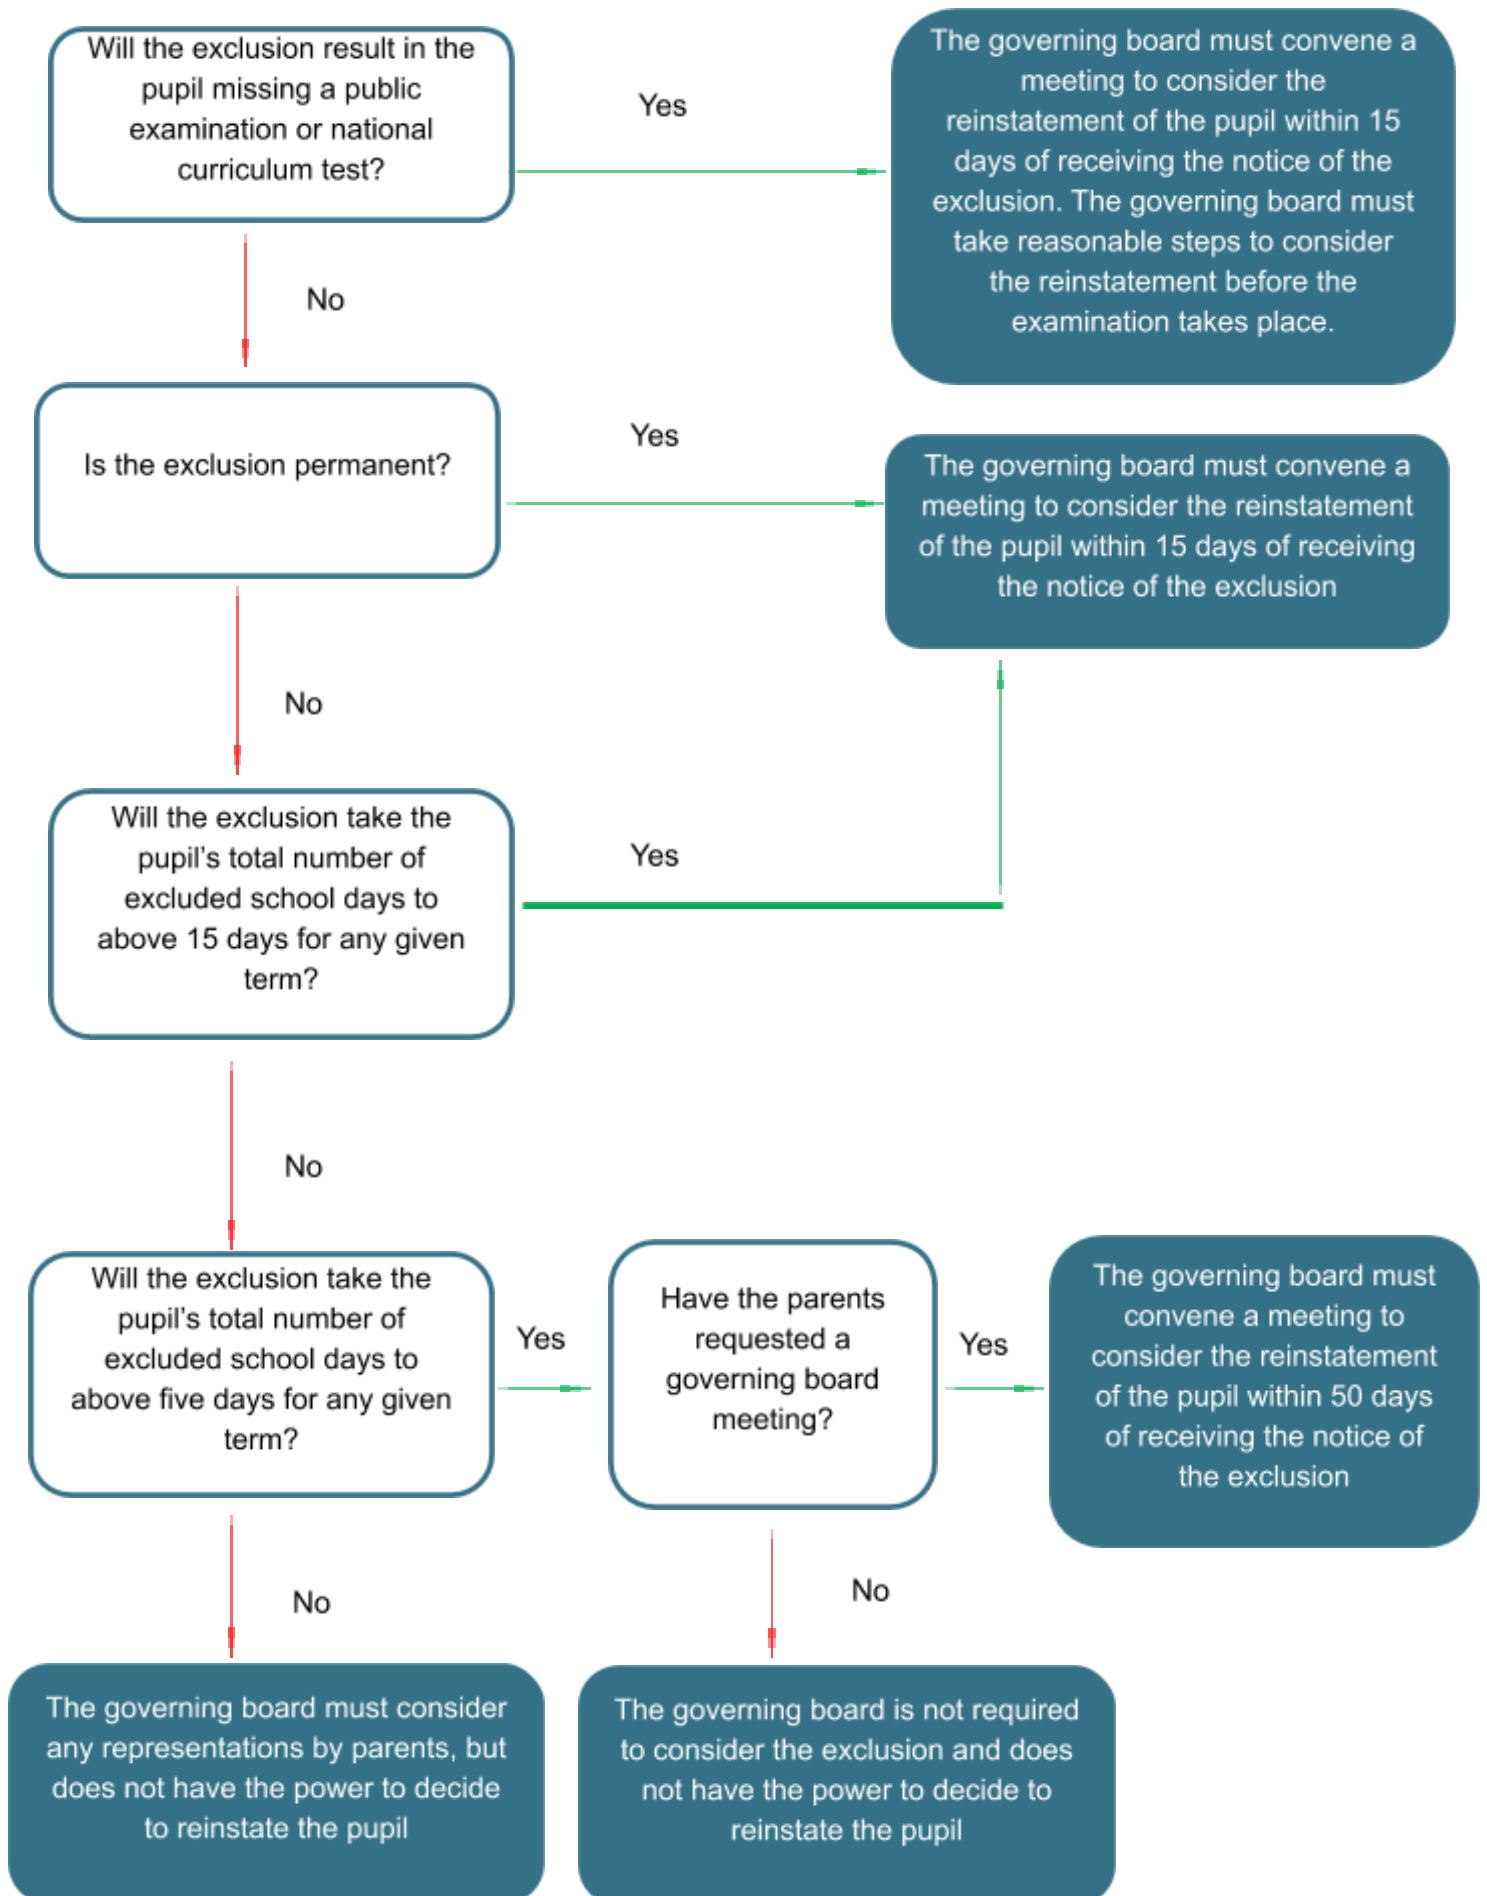 Will the exclusion result in the
pupil missing a public
examination or national
curriculum test?
Yes
The governing board must convene a
meeting to consider the
reinstatement of the pupil within 15
days of receiving the notice of the
exclusion. The governing board must
take reasonable steps to consider
the reinstatement before the
examination takes place.
No
Is the exclusion permanent?
Yes
The governing board must convene a
meeting to consider the reinstatement
of the pupil within 15 days of receiving
the notice of the exclusion
No
Will the exclusion take the
pupil's total number of
excluded school days to
above 15 days for any given
term?
Yes
No
Will the exclusion take the
pupil's total number of
excluded school days to
above five days for any given
term?
Yes
Have the parents
requested a
governing board
meeting?
Yes
The governing board must
convene a meeting to
consider the reinstatement
of the pupil within 50 days
of receiving the notice of
the exclusion
No
No
The governing board must consider
any representations by parents, but
does not have the power to decide
to reinstate the pupil
The governing board is not required
to consider the exclusion and does
not have the power to decide to
reinstate the pupil